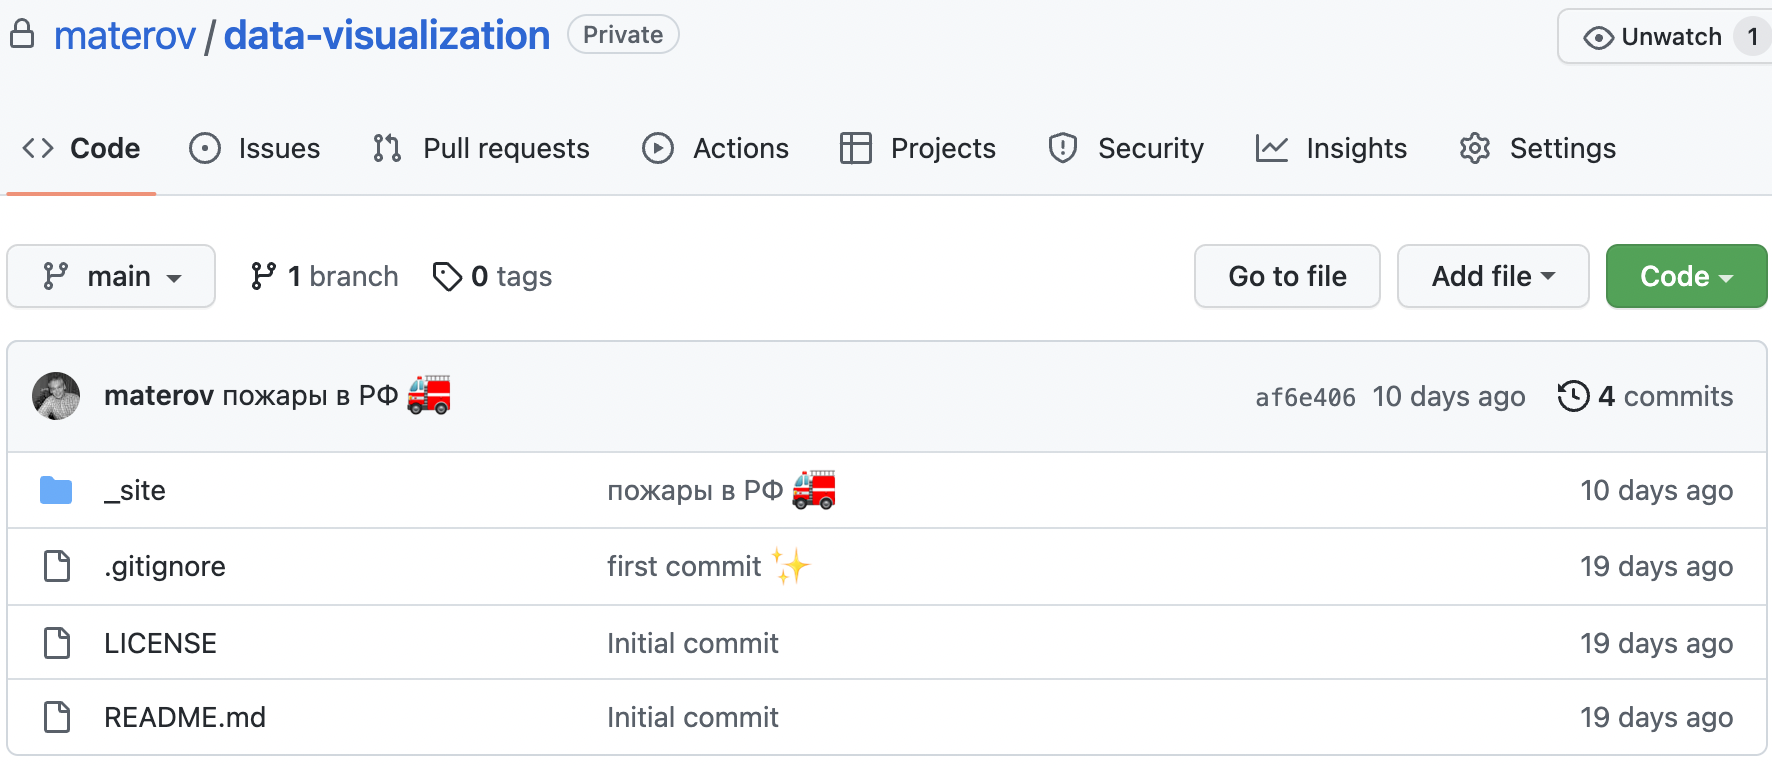 materov / data-visualization Private Unwatch 1
Code Issues Pull requests Actions Projects Security Insights Settings
main 1 branch 0 tags Go to file Add file Code
materov пожары в РФ 🚒 af6e406 10 days ago 4 commits
_site пожары в РФ 🚒 10 days ago
.gitignore first commit ✨ 19 days ago
LICENSE Initial commit 19 days ago
README.md Initial commit 19 days ago